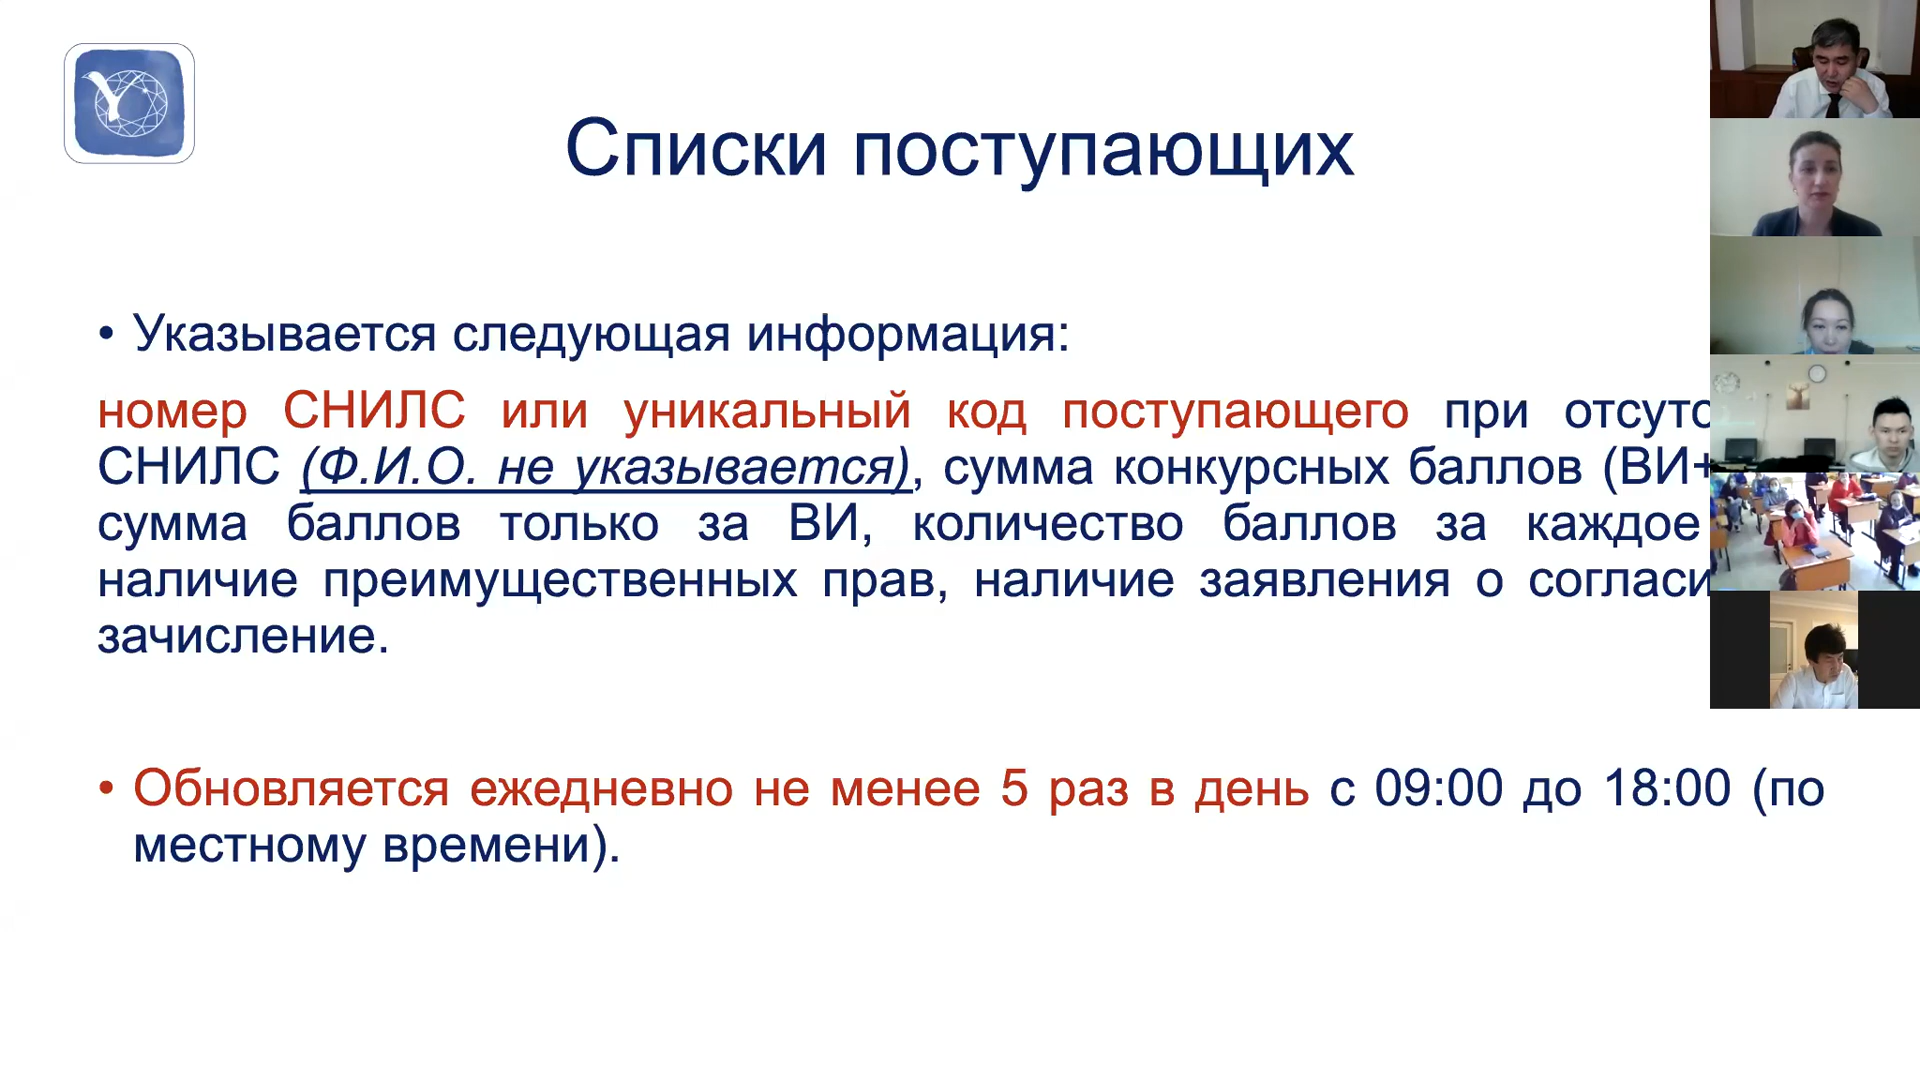 Списки поступающих
• Указывается следующая информация:
номер СНИЛС или уникальный код поступающего при
СНИЛС (Ф.И.О. не указывается), сумма конкурсных баллов (ВИ+
сумма баллов только за ВИ, количество баллов за каждое
наличие преимущественных прав, наличие заявления о
зачисление.
• Обновляется ежедневно не менее 5 раз в день с 09:00 до 18:00 (по
местному времени).